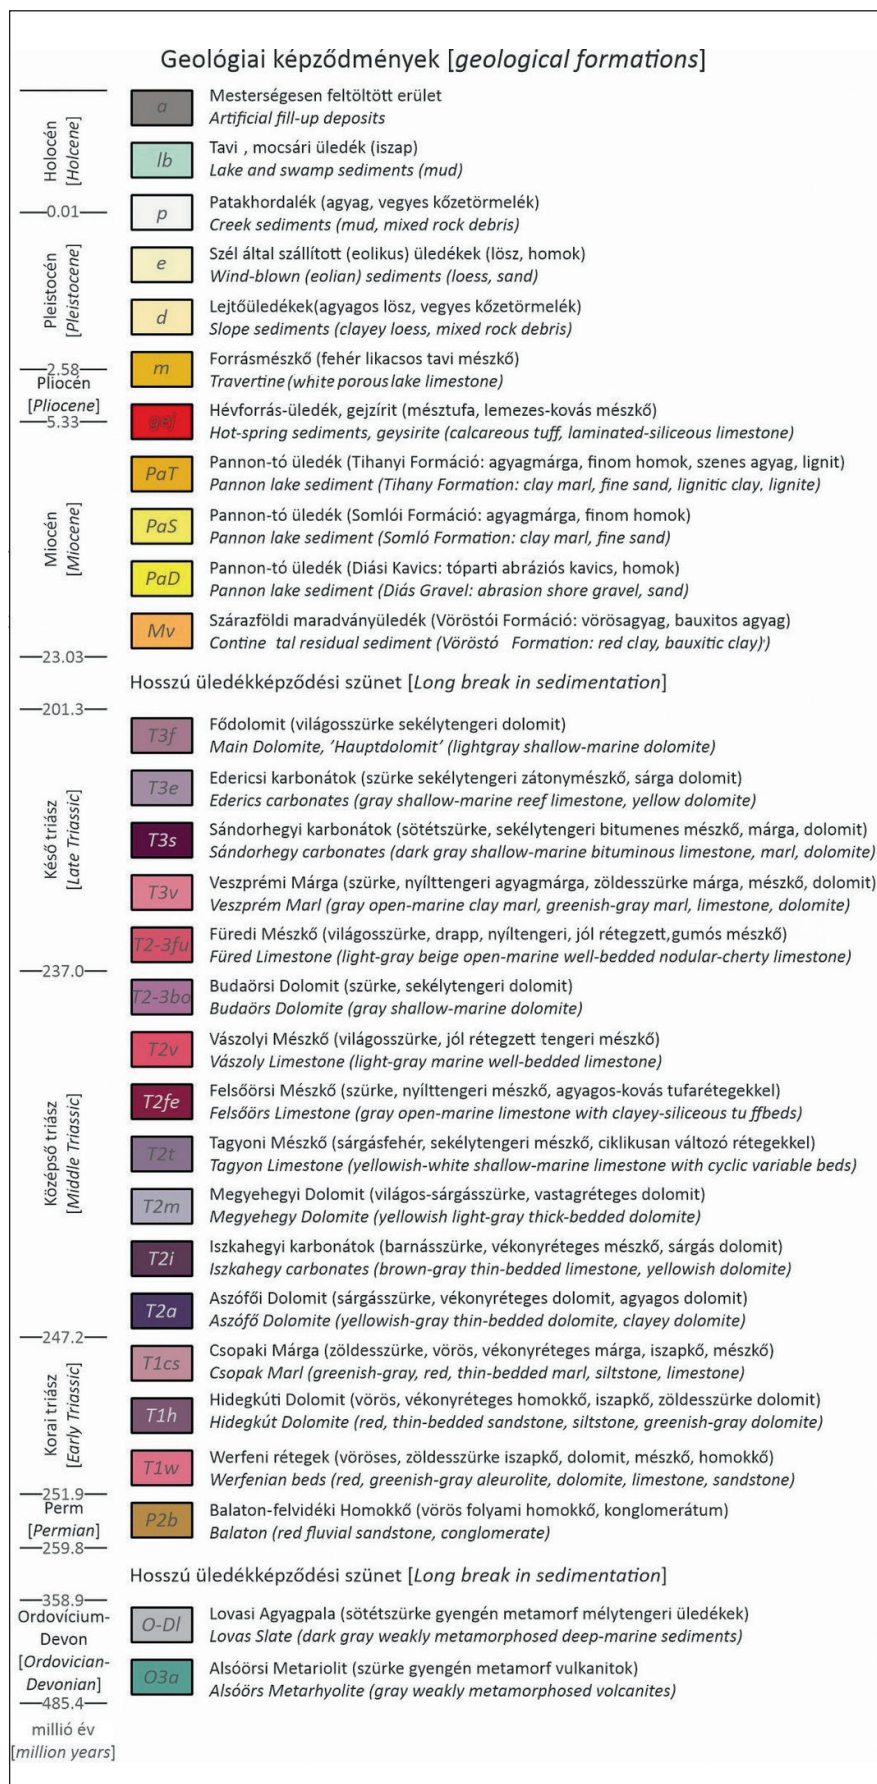 Geológiai képződmények [geological formations]
Holocén
[Holcene]
a
Mesterségesen feltöltött erület
Artificial fill-up deposits
lb
Tavi , mocsári üledék (iszap)
Lake and swamp sediments (mud)
p
Patakhordalék (agyag, vegyes kőzetörmelék)
Creek sediments (mud, mixed rock debris)
0.01
Pleistocén
[Pleistocene]
e
Szél által szállított (eolikus) üledékek (lösz, homok)
Wind-blown (eolian) sediments (loess, sand)
d
Lejtőüledékek(agyagos lösz, vegyes kőzetörmelék)
Slope sediments (clayey loess, mixed rock debris)
m
Forrásmészkő (fehér likacsos tavi mészkő)
Travertine (white porous lake limestone)
2.58
Pliocén
[Pliocene]
5.33
gej
Hévforrás-üledék, gejzírit (mésztufa, lemezes-kovás mészkő)
Hot-spring sediments, geysirite (calcareous tuff, laminated-siliceous limestone)
Miocén
[Miocene]
PaT
Pannon-tó üledék (Tihanyi Formáció: agyagmárga, finom homok, szenes agyag, lignit)
Pannon lake sediment (Tihany Formation: clay marl, fine sand, lignitic clay, lignite)
PaS
Pannon-tó üledék (Somlói Formáció: agyagmárga, finom homok)
Pannon lake sediment (Somló Formation: clay marl, fine sand)
PaD
Pannon-tó üledék (Diási Kavics: tóparti abráziós kavics, homok)
Pannon lake sediment (Diás Gravel: abrasion shore gravel, sand)
Mv
Szárazföldi maradványüledék (Vöröstói Formáció: vörösagyag, bauxitos agyag)
Contine tal residual sediment (Vöröstó Formation: red clay, bauxitic clay)')
23.03
Hosszú üledékképződési szünet [Long break in sedimentation]
201.3
Késő triász
[Late Triassic]
T3f
Fődolomit (világosszürke sekélytengeri dolomit)
Main Dolomite, 'Hauptdolomit' (lightgray shallow-marine dolomite)
T3e
Edericsi karbonátok (szürke sekélytengeri zátonymészkő, sárga dolomit)
Ederics carbonates (gray shallow-marine reef limestone, yellow dolomite)
T3s
Sándorhegyi karbonátok (sötétszürke, sekélytengeri bitumenes mészkő, márga, dolomit)
Sándorhegy carbonates (dark gray shallow-marine bituminous limestone, marl, dolomite)
T3v
Veszprémi Márga (szürke, nyílttengeri agyagmárga, zöldesszürke márga, mészkő, dolomit)
Veszprém Marl (gray open-marine clay marl, greenish-gray marl, limestone, dolomite)
T2-3fu
Füredi Mészkő (világosszürke, drapp, nyíltengeri, jól rétegzett,gumós mészkő)
Füred Limestone (light-gray beige open-marine well-bedded nodular-cherty limestone)
237.0
Középső triász
[Middle Triassic]
T2-3bo
Budaörsi Dolomit (szürke, sekélytengeri dolomit)
Budaörs Dolomite (gray shallow-marine dolomite)
T2v
Vászolyi Mészkő (világosszürke, jól rétegzett tengeri mészkő)
Vászoly Limestone (light-gray marine well-bedded limestone)
T2fe
Felsőörsi Mészkő (szürke, nyílttengeri mészkő, agyagos-kovás tufarétegekkel)
Felsőörs Limestone (gray open-marine limestone with clayey-siliceous tu ffbeds)
T2t
Tagyoni Mészkő (sárgásfehér, sekélytengeri mészkő, ciklikusan változó rétegekkel)
Tagyon Limestone (yellowish-white shallow-marine limestone with cyclic variable beds)
T2m
Megyehegyi Dolomit (világos-sárgásszürke, vastagréteges dolomit)
Megyehegy Dolomite (yellowish light-gray thick-bedded dolomite)
T2i
Iszkahegyi karbonátok (barnásszürke, vékonyréteges mészkő, sárgás dolomit)
Iszkahegy carbonates (brown-gray thin-bedded limestone, yellowish dolomite)
T2a
Aszófői Dolomit (sárgásszürke, vékonyréteges dolomit, agyagos dolomit)
Aszófő Dolomite (yellowish-gray thin-bedded dolomite, clayey dolomite)
247.2
Korai triász
[Early Triassic]
T1cs
Csopaki Márga (zöldesszürke, vörös, vékonyréteges márga, iszapkő, mészkő)
Csopak Marl (greenish-gray, red, thin-bedded marl, siltstone, limestone)
T1h
Hidegkúti Dolomit (vörös, vékonyréteges homokkő, iszapkő, zöldesszürke dolomit)
Hidegkút Dolomite (red, thin-bedded sandstone, siltstone, greenish-gray dolomite)
T1w
Werfeni rétegek (vöröses, zöldesszürke iszapkő, dolomit, mészkő, homokkő)
Werfenian beds (red, greenish-gray aleurolite, dolomite, limestone, sandstone)
251.9
Perm
[Permian]
P2b
Balaton-felvidéki Homokkő (vörös folyami homokkő, konglomerátum)
Balaton (red fluvial sandstone, conglomerate)
259.8
Hosszú üledékképződési szünet [Long break in sedimentation]
358.9
Ordovícium-
Devon
[Ordovician-
Devonian]
O-Dl
Lovasi Agyagpala (sötétszürke gyengén metamorf mélytengeri üledékek)
Lovas Slate (dark gray weakly metamorphosed deep-marine sediments)
O3a
Alsóörsi Metariolit (szürke gyengén metamorf vulkanitok)
Alsóörs Metarhyolite (gray weakly metamorphosed volcanites)
485.4
millió év
[million years]